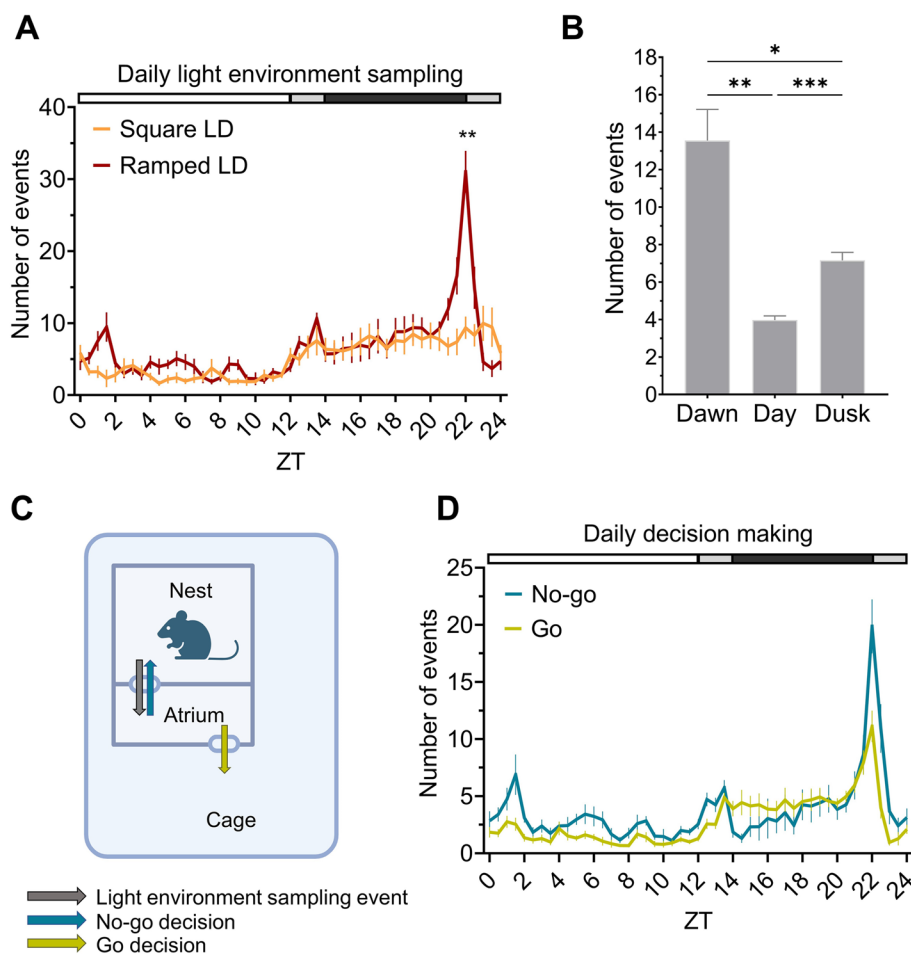 A
Daily light environment sampling
40
30
20
10
0
Number of events
Square LD
Ramped LD
**
0 2 4 6 8 10 12 14 16 18 20 22 24
ZT
B
18
16
14
12
10
8
6
4
2
0
Number of events
*
** ***
Dawn Day Dusk
C
Nest
Atrium
Cage
Light environment sampling event
No-go decision
Go decision
D
Daily decision making
25
20
15
10
5
0
Number of events
No-go
Go
0 2 4 6 8 10 12 14 16 18 20 22 24
ZT